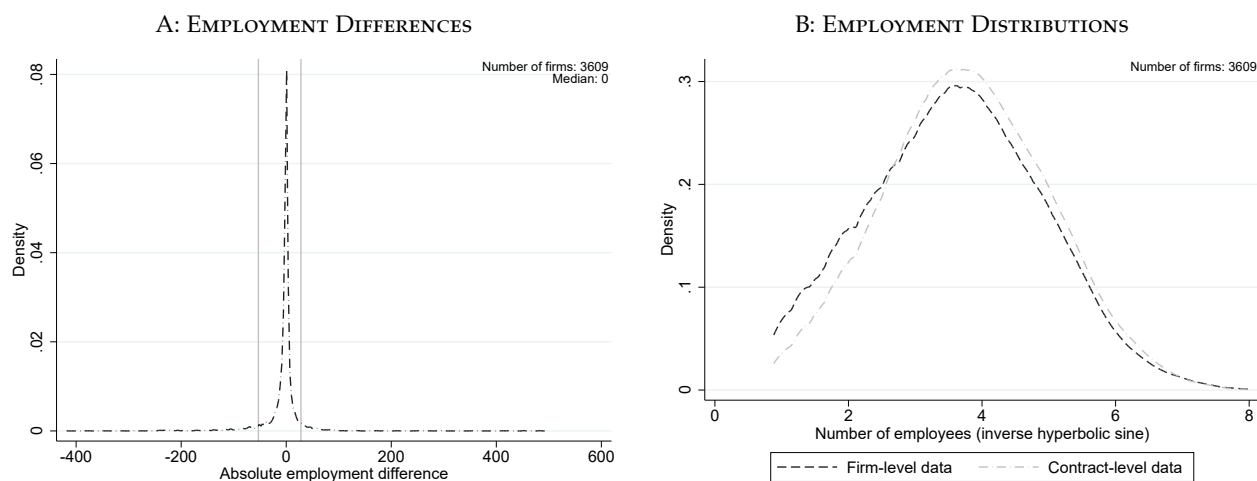 A: EMPLOYMENT DIFFERENCES
Number of firms: 3609
Median: 0
Density
.08
.06
.04
.02
0
-400 -200 0 200 400 600
Absolute employment difference
B: EMPLOYMENT DISTRIBUTIONS
Number of firms: 3609
Density
.3
.2
.1
0
0 2 4 6 8
Number of employees (inverse hyperbolic sine)
Firm-level data Contract-level data